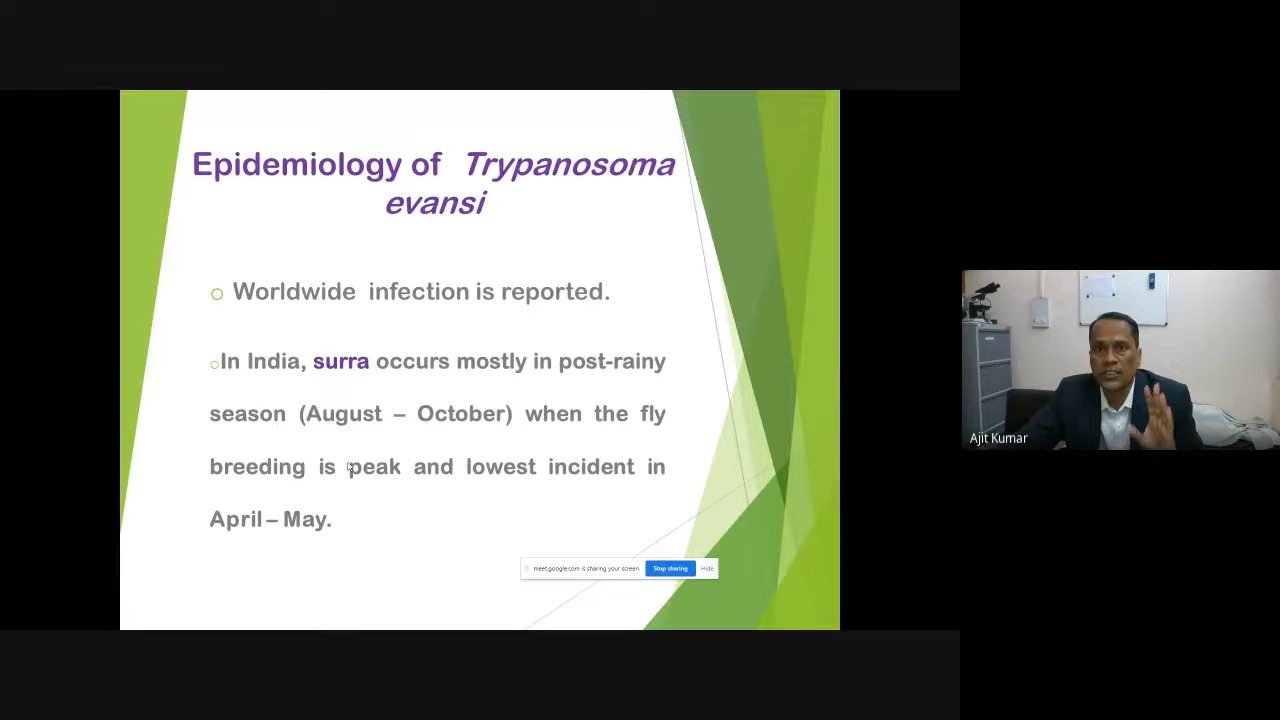 Epidemiology of Trypanosoma
evansi
Worldwide infection is reported.
In India, surra occurs mostly in post-rainy
season (August – October) when the fly
breeding is peak and lowest incident in
April – May.
meet.google.com is sharing your screen.
Stop sharing
Hide
Ajit Kumar